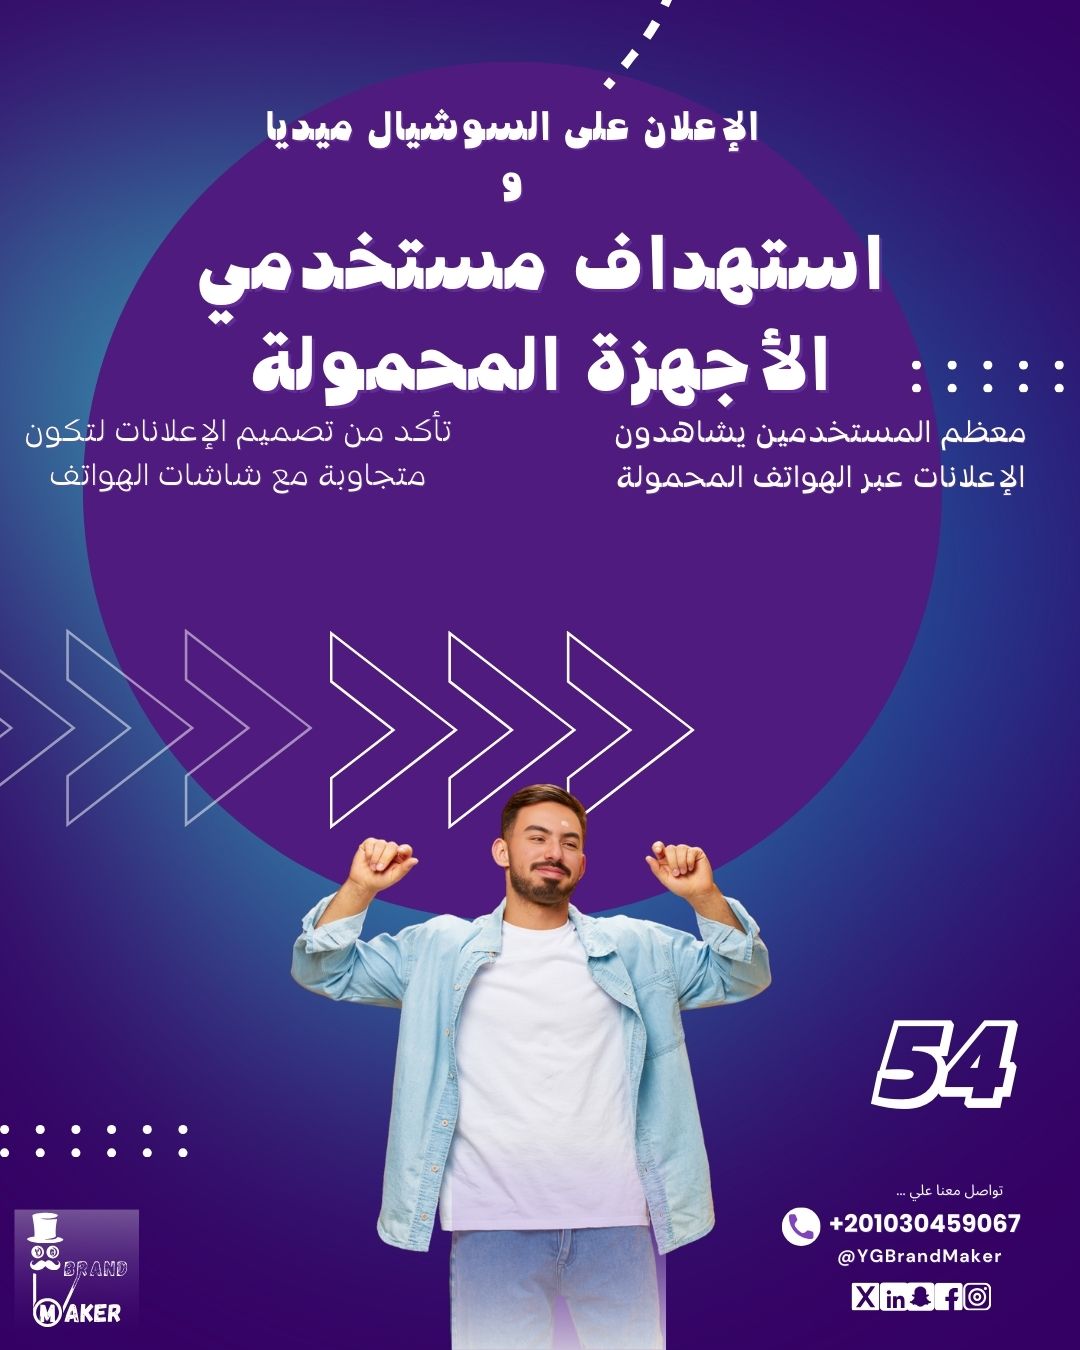 الإعلان على السوشيال ميديا
و
استهداف مستخدمي
الأجهزة المحمولة
معظم المستخدمين يشاهدون
الإعلانات عبر الهواتف المحمولة
تأكد من تصميم الإعلانات لتكون
متجاوبة مع شاشات الهواتف
54
تواصل معنا علي ...
+201030459067
@YGBrandMaker
BRAND
MAKER